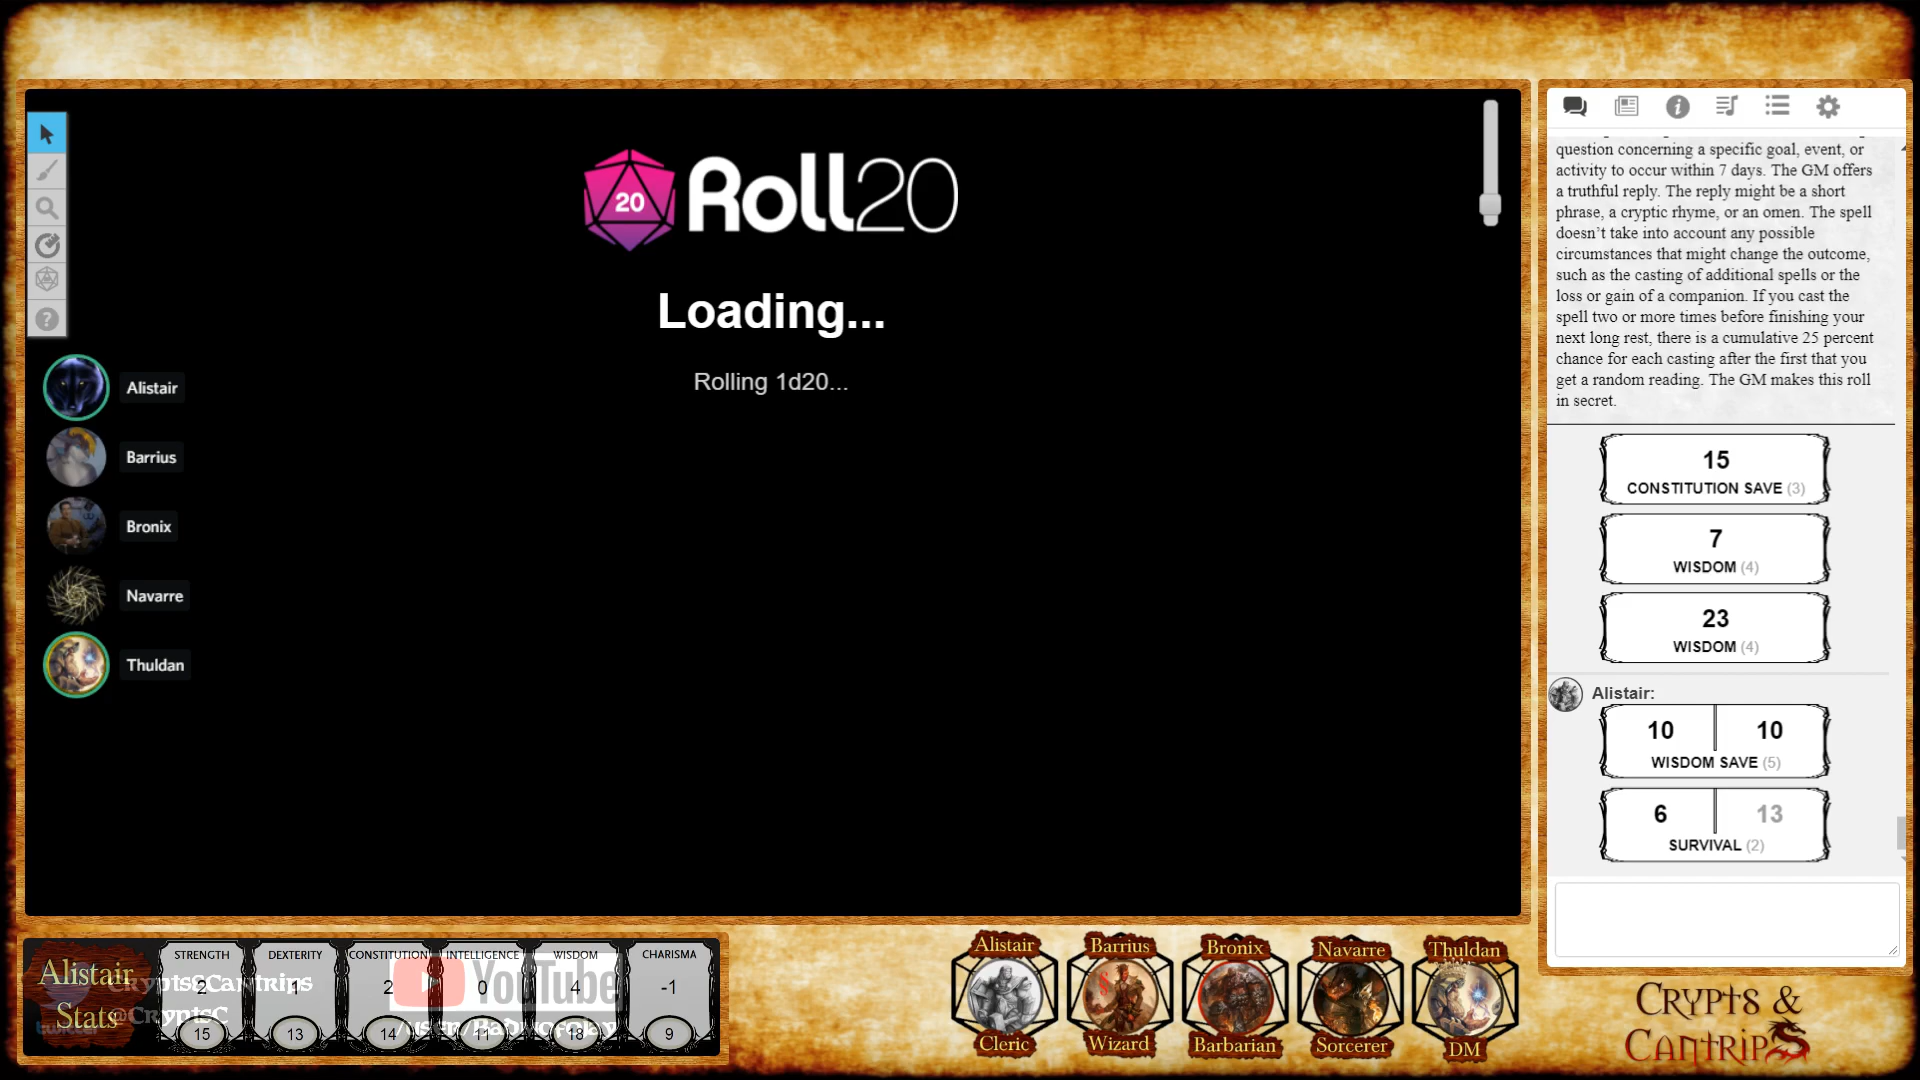 20
Roll20
Loading...
Rolling 1d20...
Alistair
Barrius
Bronix
Navarre
Thuldan
question concerning a specific goal, event, or
activity to occur within 7 days. The GM offers
a truthful reply. The reply might be a short
phrase, a cryptic rhyme, or an omen. The spell
doesn’t take into account any possible
circumstances that might change the outcome,
such as the casting of additional spells or the
loss or gain of a companion. If you cast the
spell two or more times before finishing your
next long rest, there is a cumulative 25 percent
chance for each casting after the first that you
get a random reading. The GM makes this roll
in secret.
15
CONSTITUTION SAVE (3)
7
WISDOM (4)
23
WISDOM (4)
Alistair:
10 10
WISDOM SAVE (5)
6 13
SURVIVAL (2)
Alistair
Stats
STRENGTH DEXTERITY CONSTITUTION INTELLIGENCE WISDOM CHARISMA
2 1 2 0 4 -1
15 13 14 11 18 9
Crypts&Cantrips
@CryptsC
YouTube
Alistair Barrius Bronix Navarre Thuldan
Cleric Wizard Barbarian Sorcerer DM
Crypts &
Cantrips